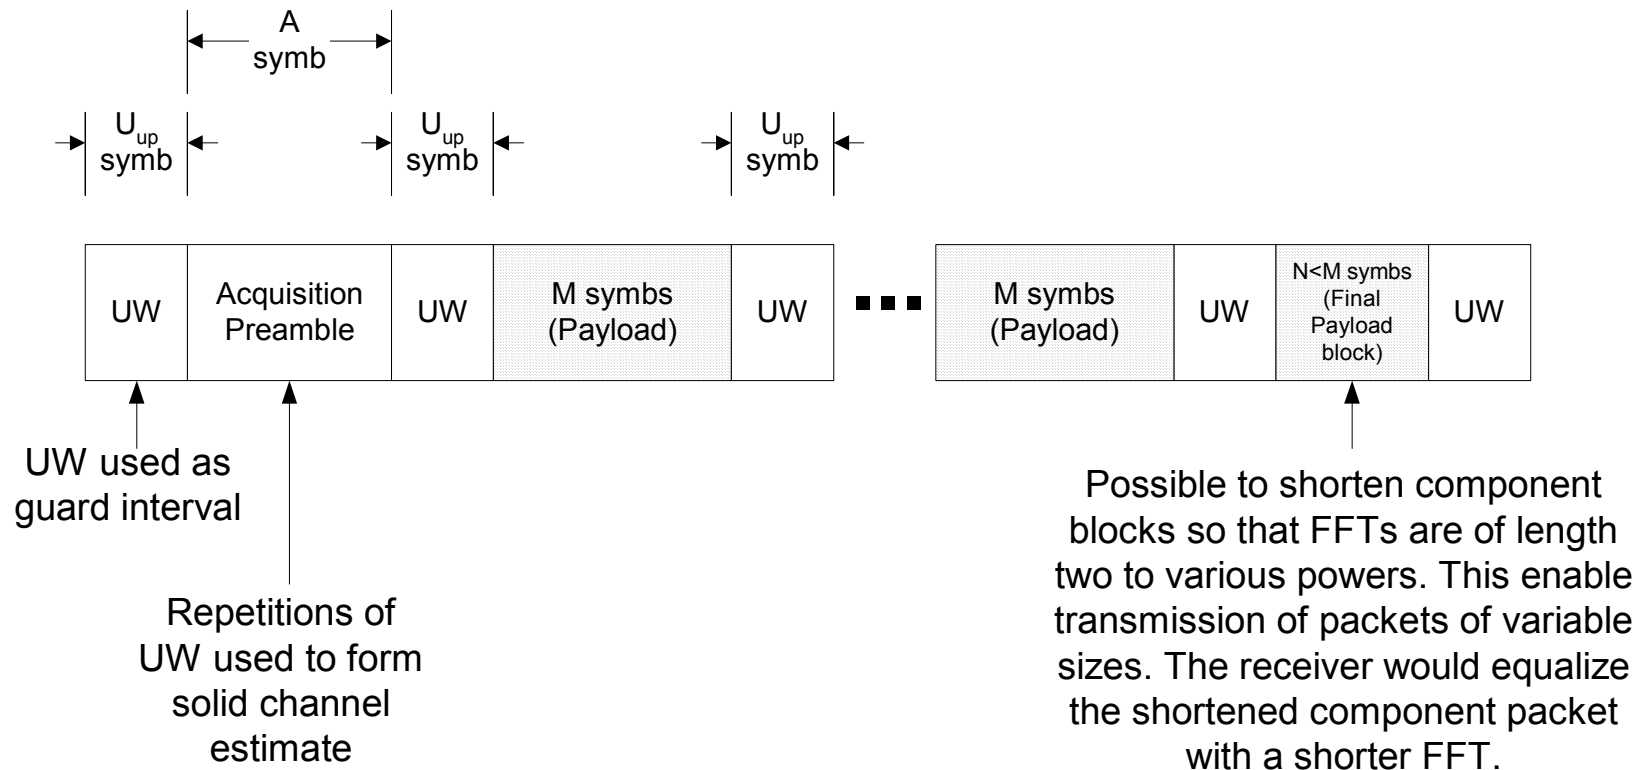 A
symb
U_up
symb
U_up
symb
U_up
symb
UW
Acquisition
Preamble
UW
M symbs
(Payload)
UW
M symbs
(Payload)
UW
N<M symbs
(Final
Payload
block)
UW
UW used as
guard interval
Repetitions of
UW used to form
solid channel
estimate
Possible to shorten component
blocks so that FFTs are of length
two to various powers. This enable
transmission of packets of variable
sizes. The receiver would equalize
the shortened component packet
with a shorter FFT.